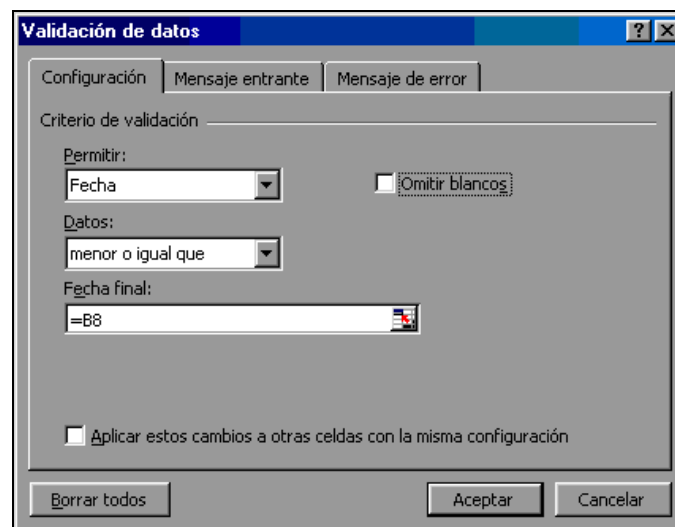 Validación de datos
Configuración Mensaje entrante Mensaje de error
Criterio de validación
Permitir:
Fecha Omitir blancos
Datos:
menor o igual que
Fecha final:
=B8
Aplicar estos cambios a otras celdas con la misma configuración
Borrar todos Aceptar Cancelar